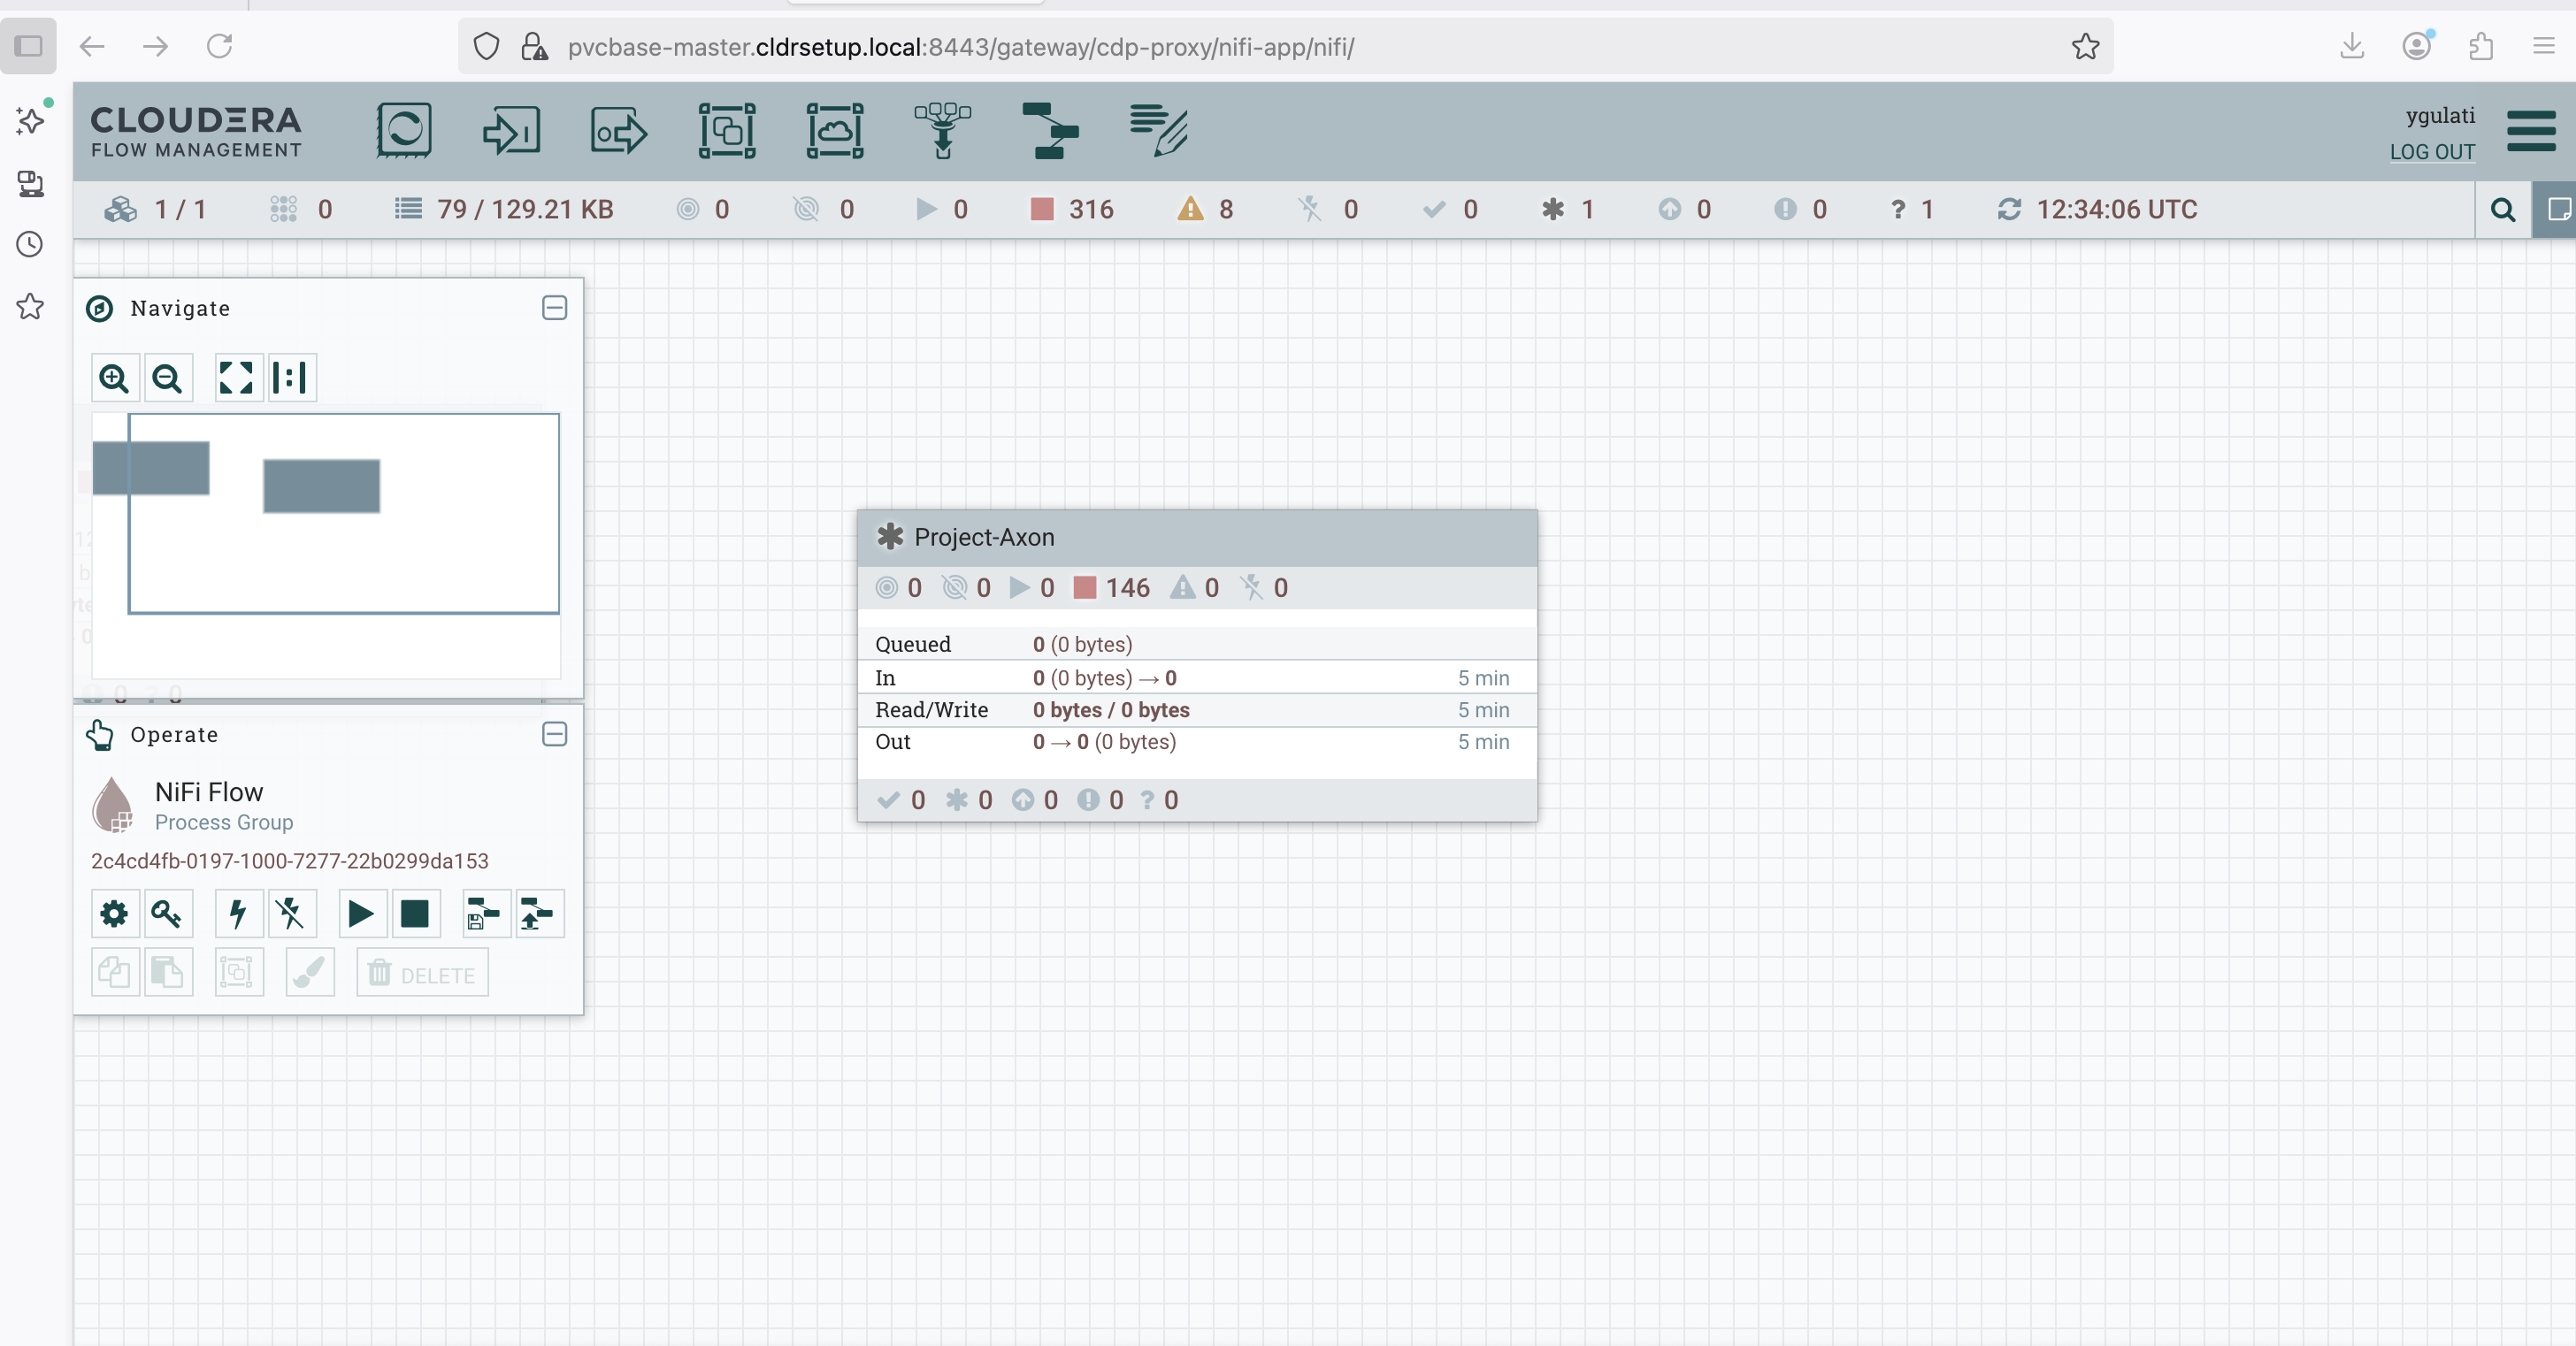 pvcbase-master.cldrsetup.local:8443/gateway/cdp-proxy/nifi-app/nifi/
CLOUDERA
FLOW MANAGEMENT
ygulati
LOG OUT
1 / 1 0 79 / 129.21 KB 0 0 0 316 8 0 0 1 0 0 ? 1 12:34:06 UTC
Navigate
0 ? 0
Operate
NiFi Flow
Process Group
2c4cd4fb-0197-1000-7277-22b0299da153
DELETE
Project-Axon
0 0 0 146 0 0
Queued 0 (0 bytes)
In 0 (0 bytes) → 0 5 min
Read/Write 0 bytes / 0 bytes 5 min
Out 0 → 0 (0 bytes) 5 min
0 0 0 0 ? 0